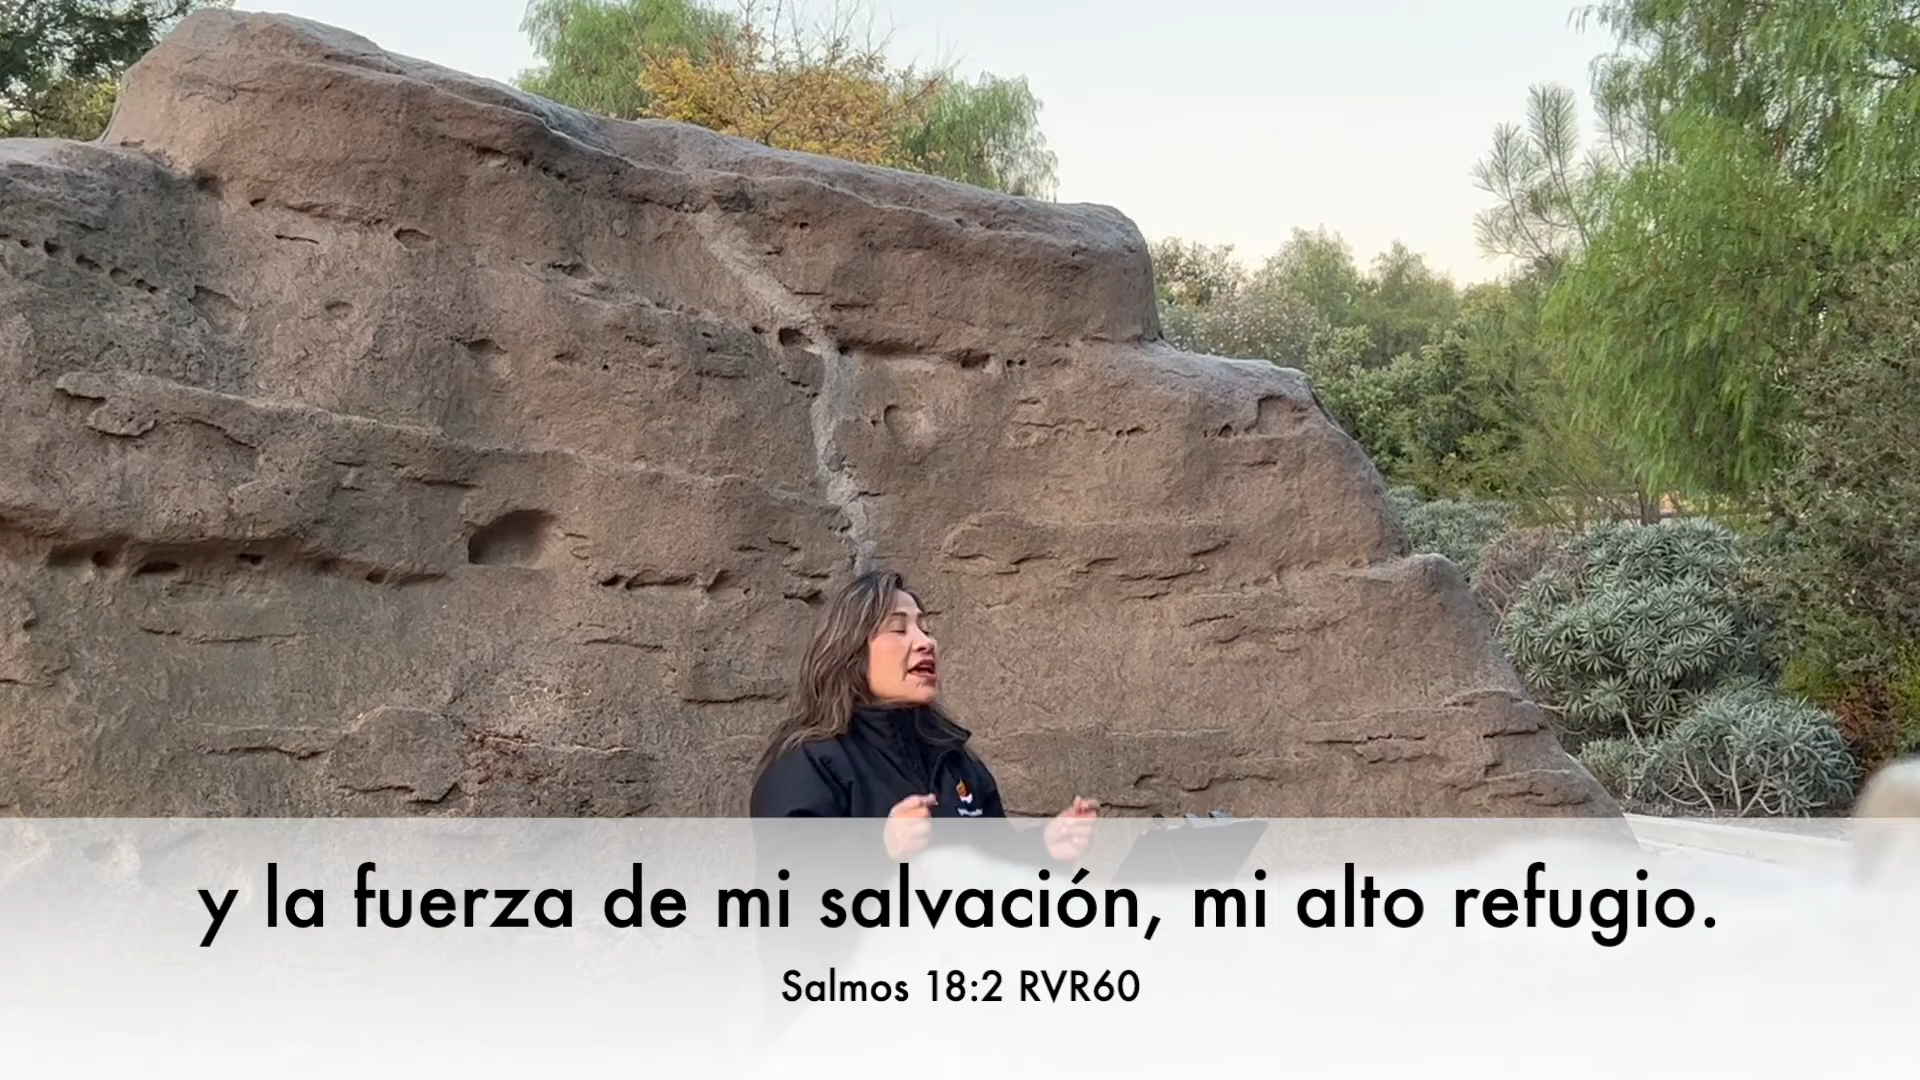 y la fuerza de mi salvación, mi alto refugio.
Salmos 18:2 RVR60